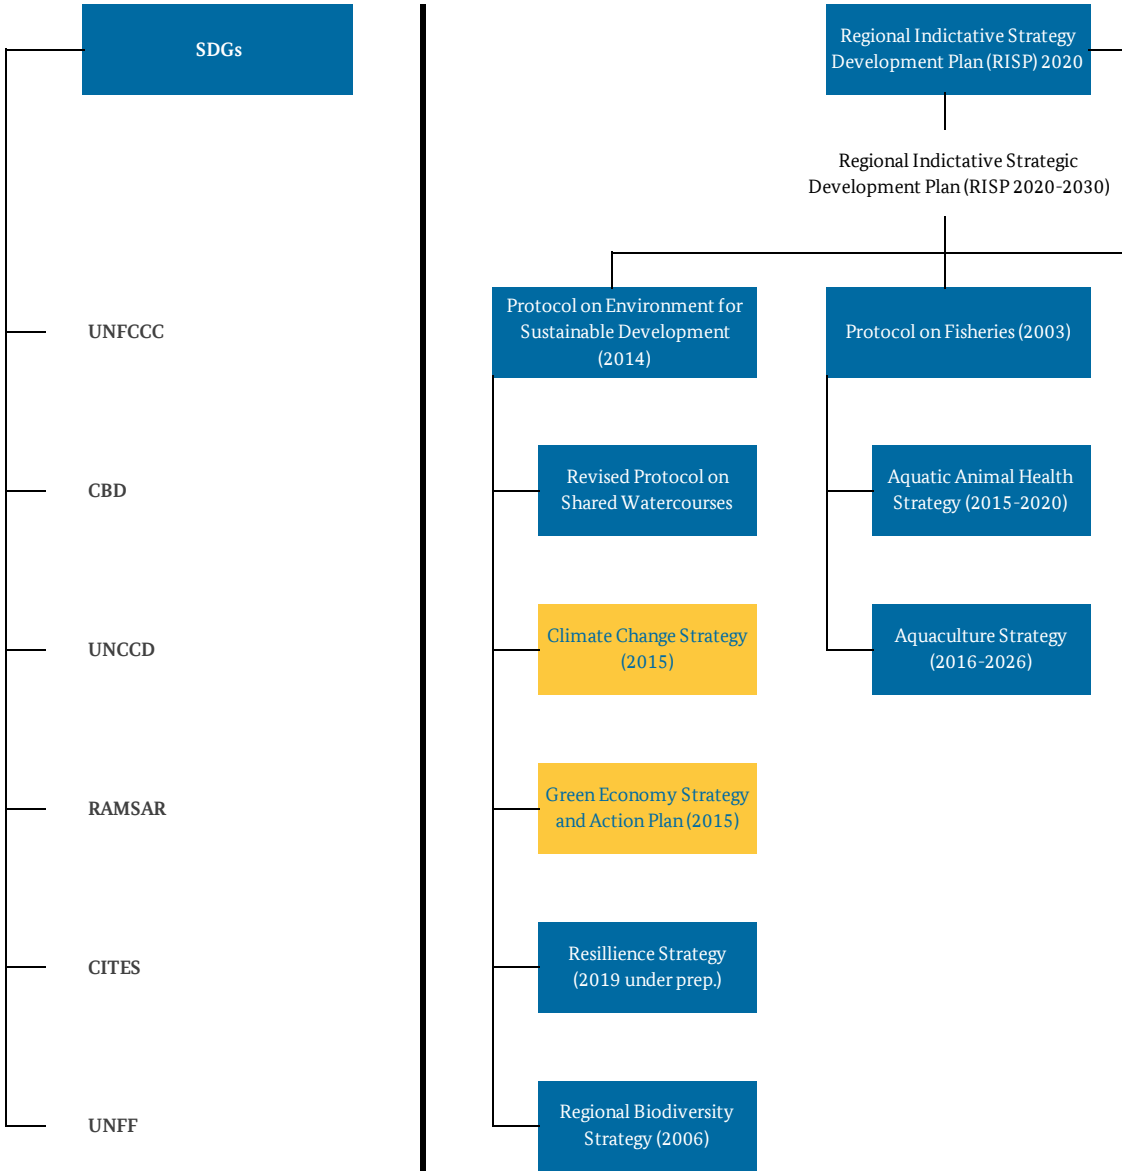 SDGs
UNFCCC
CBD
UNCCD
RAMSAR
CITES
UNFF
Regional Indictative Strategy
Development Plan (RISP) 2020
Regional Indictative Strategic
Development Plan (RISP 2020-2030)
Protocol on Environment for
Sustainable Development
(2014)
Revised Protocol on
Shared Watercourses
Climate Change Strategy
(2015)
Green Economy Strategy
and Action Plan (2015)
Resillience Strategy
(2019 under prep.)
Regional Biodiversity
Strategy (2006)
Protocol on Fisheries (2003)
Aquatic Animal Health
Strategy (2015-2020)
Aquaculture Strategy
(2016-2026)